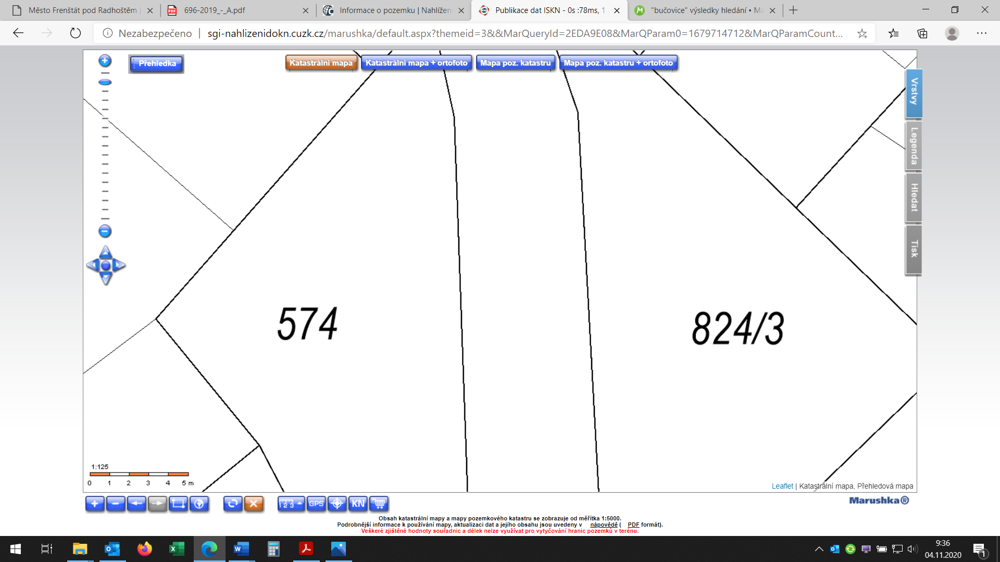 Město Frenštát pod Radhoštěm |
696-2019_-_A.pdf
Informace o pozemku | Nahlížen
Publikace dat ISKN - 0s :78ms, 1
"bučovice" výsledky hledání • Ma
Nezabezpečeno | sgi-nahlizenidokn.cuzk.cz/marushka/default.aspx?themeid=3&&MarQueryId=2EDA9E08&MarQParam0=1679714712&MarQParamCount...
Přehledka
Katastrální mapa
Katastrální mapa + ortofoto
Mapa poz. katastru
Mapa poz. katastru + ortofoto
Vrstvy
Legenda
Hledat
Tisk
574
824/3
1:125
0 1 2 3 4 5 m
Leaflet | Katastrální mapa, Přehledová mapa
1 2 3
GPS
KN
Marushka®
Obsah katastrální mapy a mapy pozemkového katastru se zobrazuje od měřítka 1:5000.
Podrobnější informace k používání mapy, aktualizaci dat a jejího obsahu jsou uvedeny v nápovědě ( PDF formát).
Veškeré zjištěné hodnoty souřadnic a délek nelze využívat pro vytyčování hranic pozemků v terénu.
9:36
04.11.2020
1